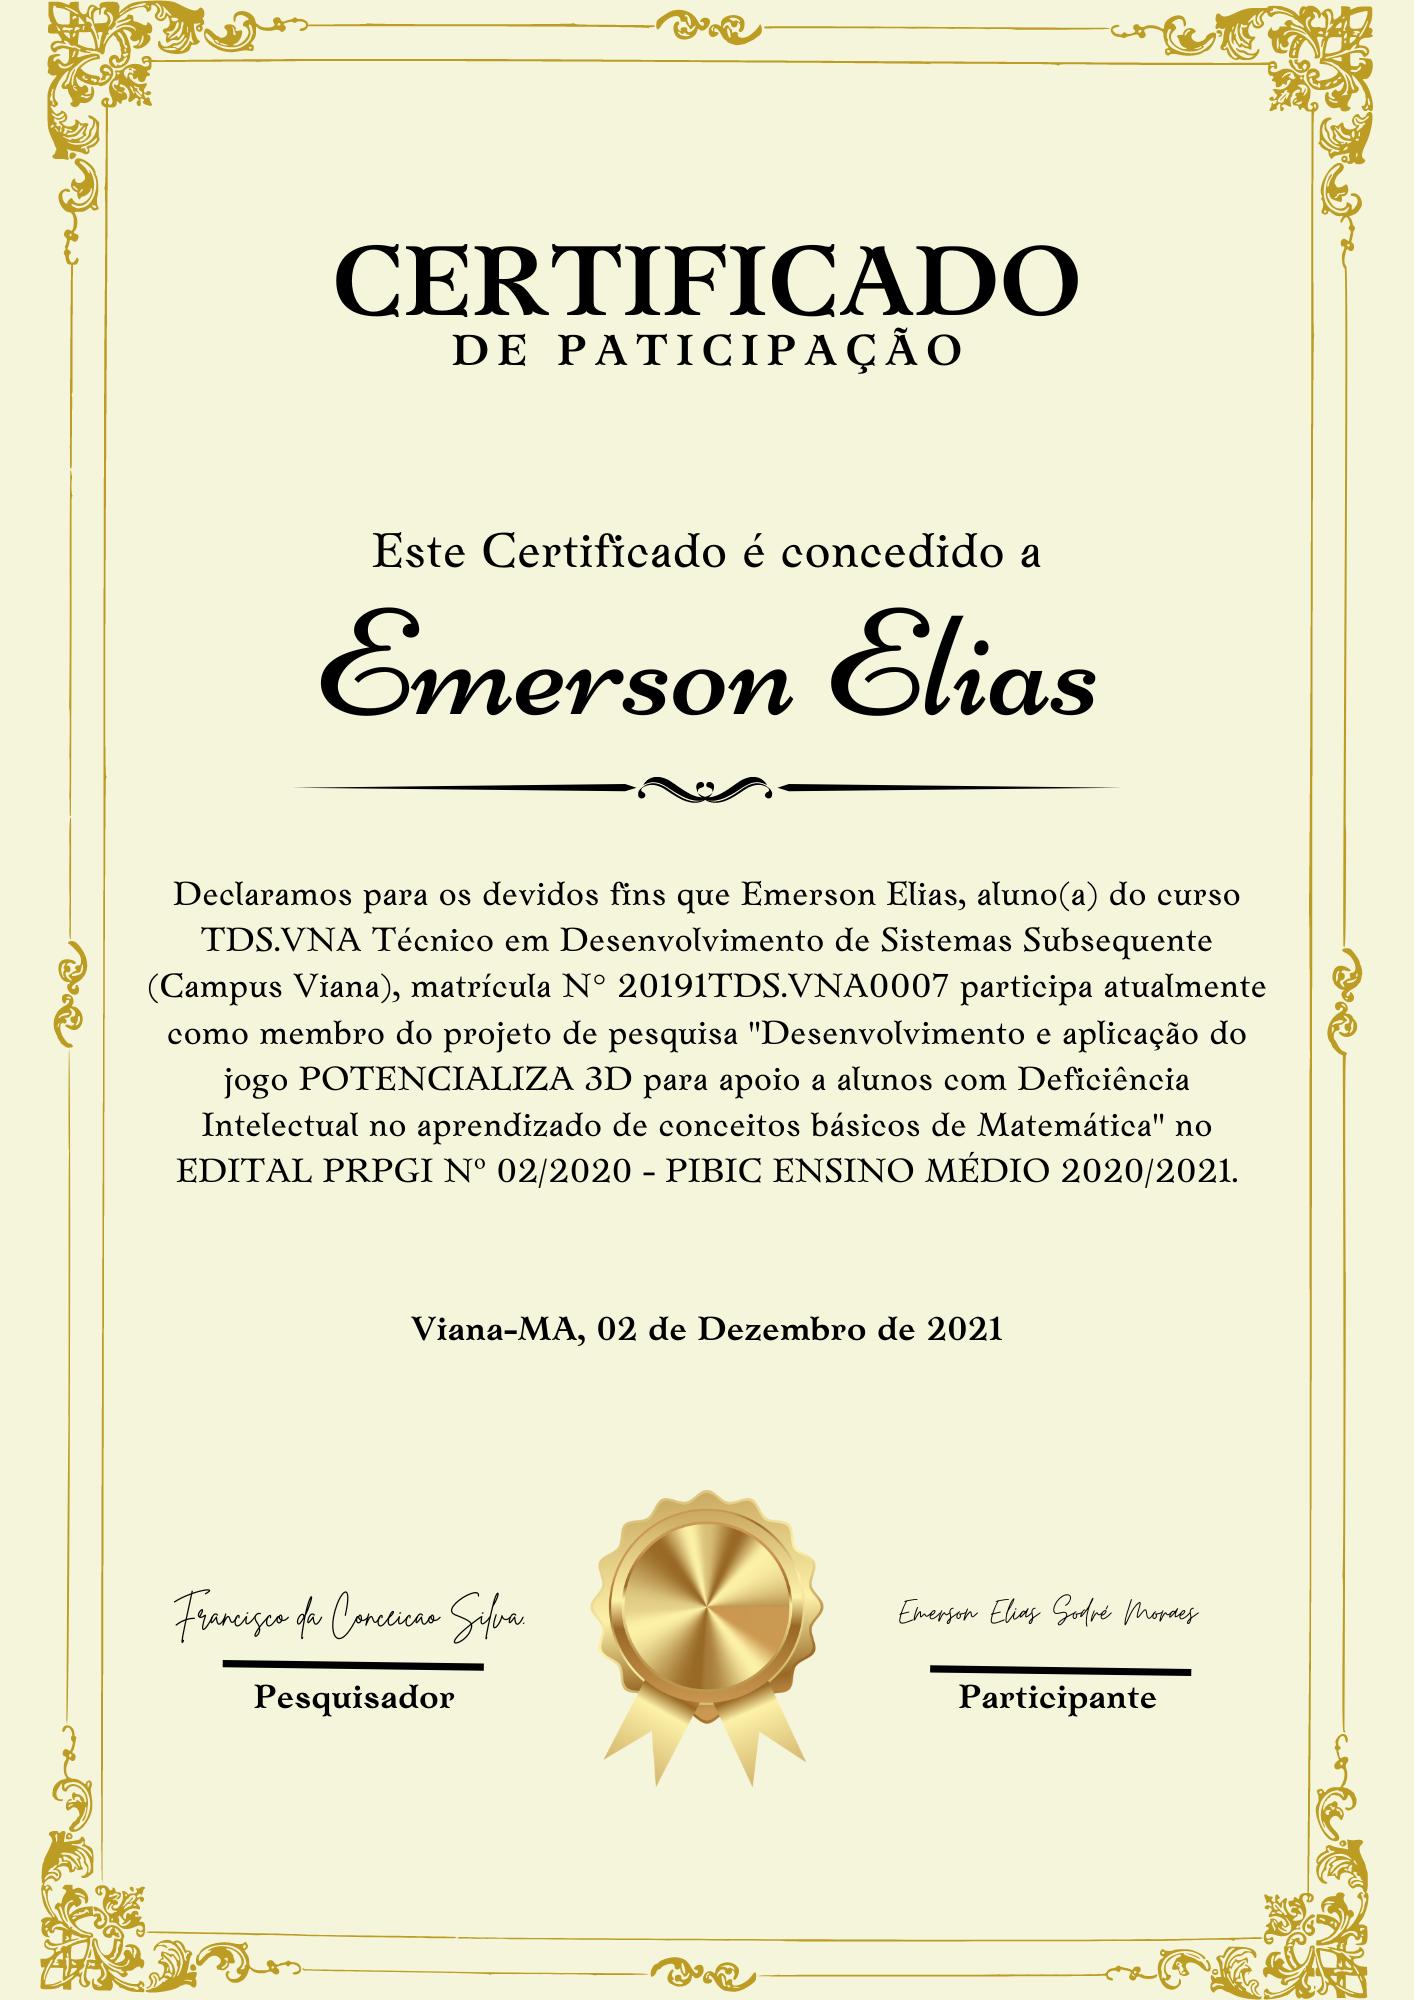 CERTIFICADO
DE PATICIPAÇÃO
Este Certificado é concedido a
Emerson Elias
Declaramos para os devidos fins que Emerson Elias, aluno(a) do curso
TDS.VNA Técnico em Desenvolvimento de Sistemas Subsequente
(Campus Viana), matrícula N° 20191TDS.VNA0007 participa atualmente
como membro do projeto de pesquisa "Desenvolvimento e aplicação do
jogo POTENCIALIZA 3D para apoio a alunos com Deficiência
Intelectual no aprendizado de conceitos básicos de Matemática" no
EDITAL PRPGI Nº 02/2020 - PIBIC ENSINO MÉDIO 2020/2021.
Viana-MA, 02 de Dezembro de 2021
Francisco da Conceicao Silva.
Pesquisador
Emerson Elias Sodré Moraes
Participante